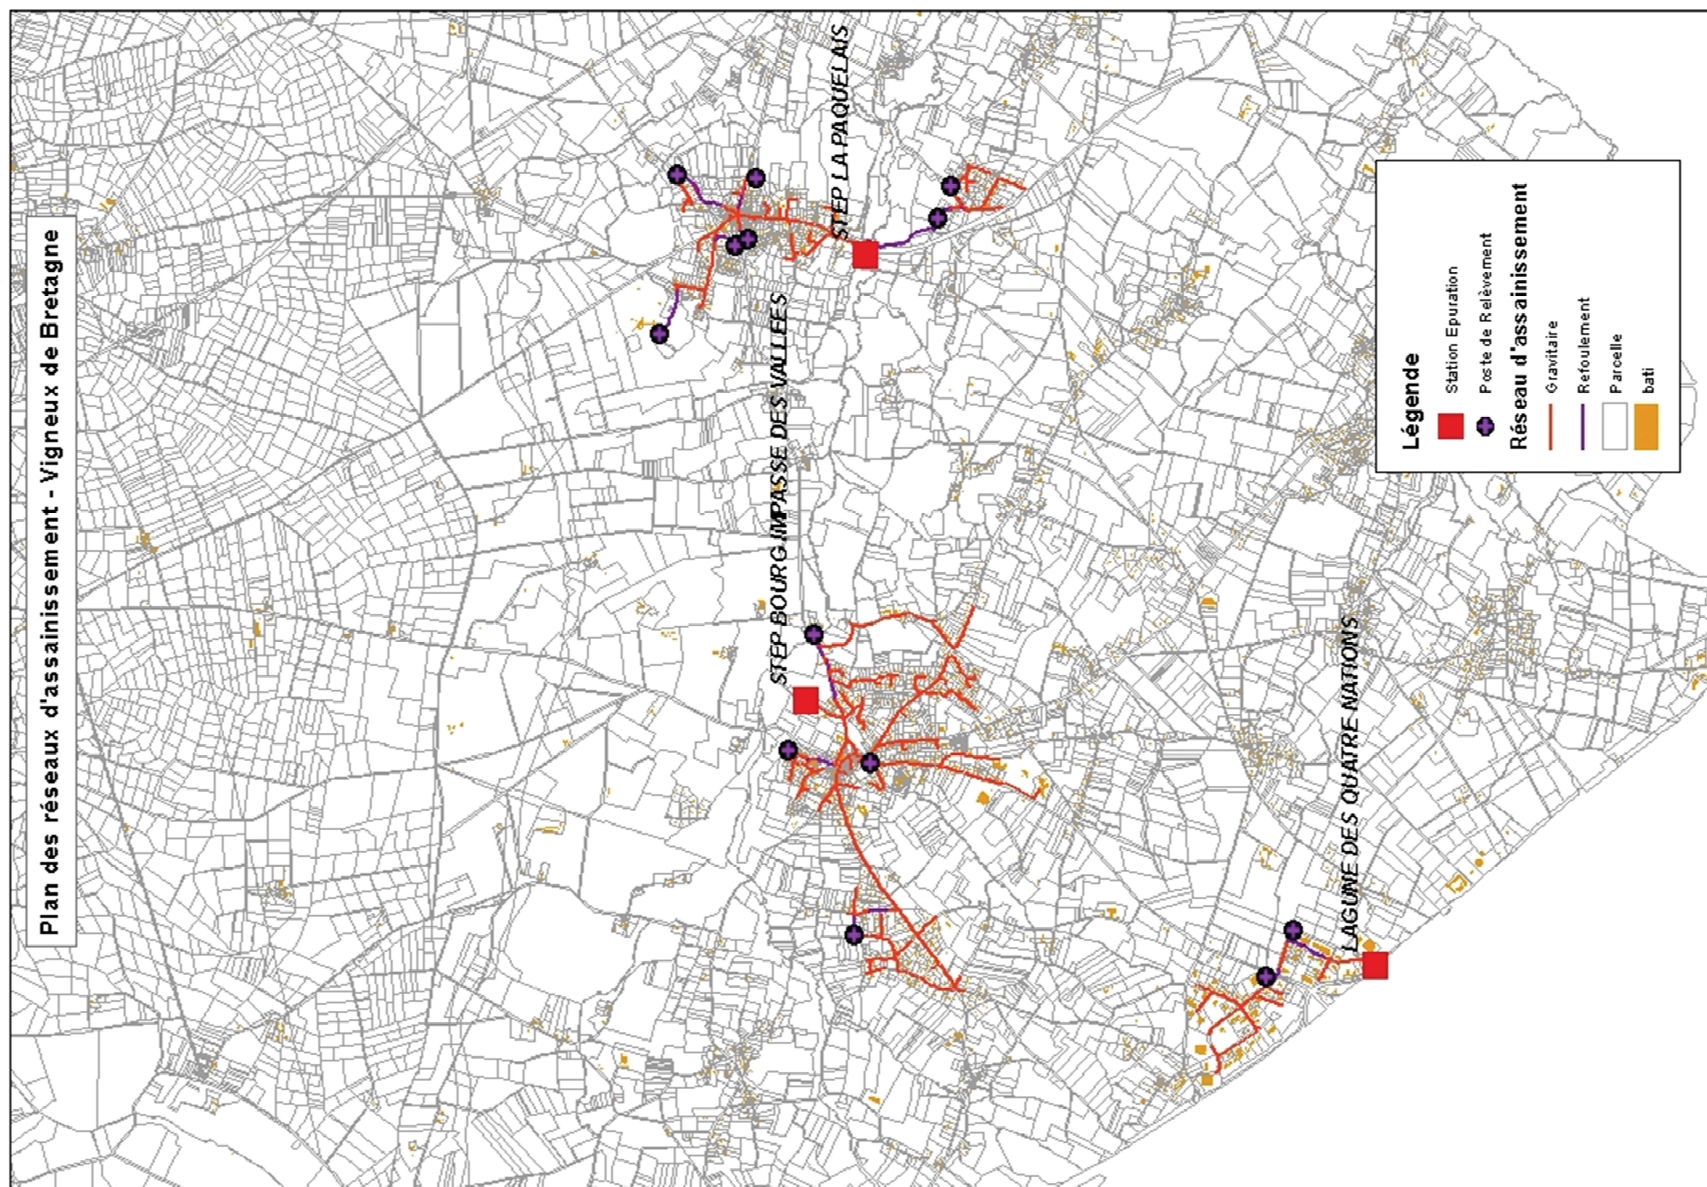 Plan des réseaux d'assainissement - Vigneux de Bretagne
STEP LA PAQUELAIS
STEP BOURG IMPASSE DES VALLEES
LAGUNE DES QUATRE NATIONS
Légende
Station Epuration
Poste de Relèvement
Réseau d'assainissement
Gravitaire
Refoulement
Parcelle
bati